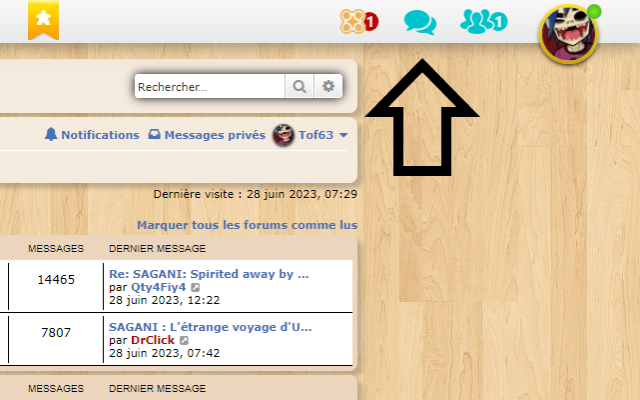 1
1
Rechercher...
Notifications Messages privés Tof63
Dernière visite : 28 juin 2023, 07:29
Marquer tous les forums comme lus
MESSAGES DERNIER MESSAGE
14465
Re: SAGANI: Spirited away by ...
par Qty4Fiy4
28 juin 2023, 12:22
7807
SAGANI : L'étrange voyage d'U...
par DrClick
28 juin 2023, 07:42
MESSAGES DERNIER MESSAGE